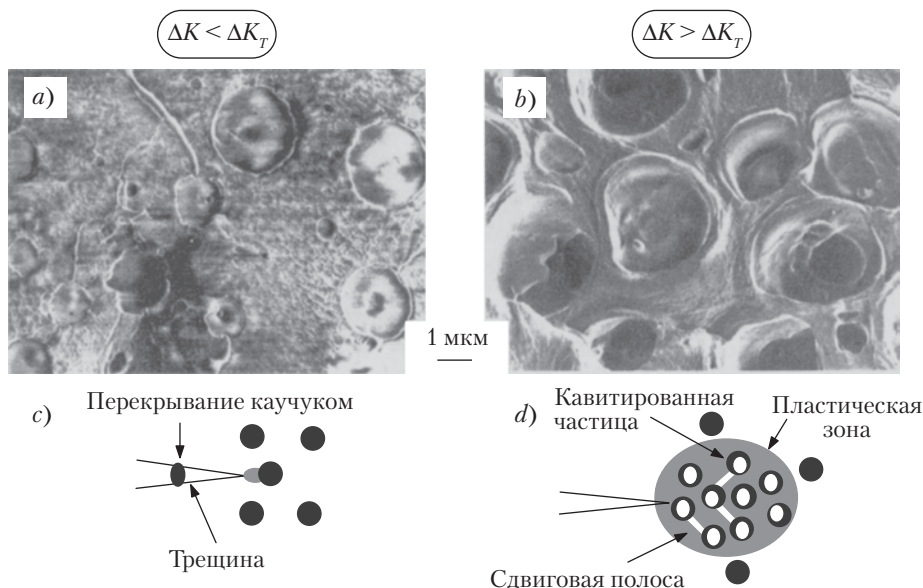 ΔK < ΔK_T
ΔK > ΔK_T
a)
b)
1 мкм
c)
Перекрывание каучуком
Трещина
d)
Кавитированная
частица
Пластическая
зона
Сдвиговая полоса